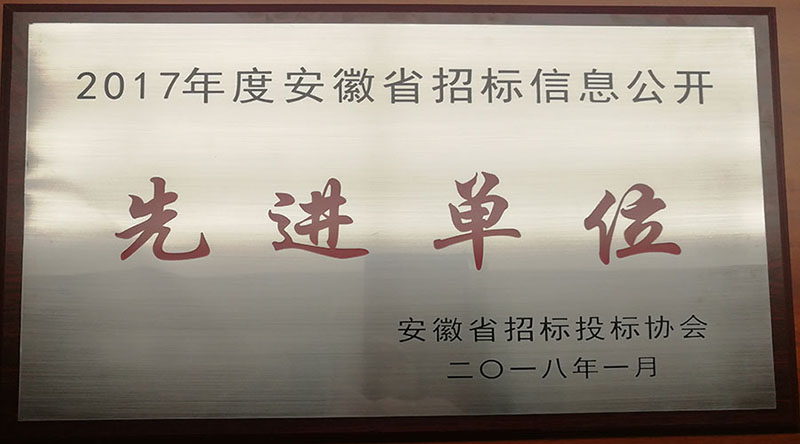 2017年度安徽省招标信息公开
先进单位
安徽省招标投标协会
二〇一八年一月